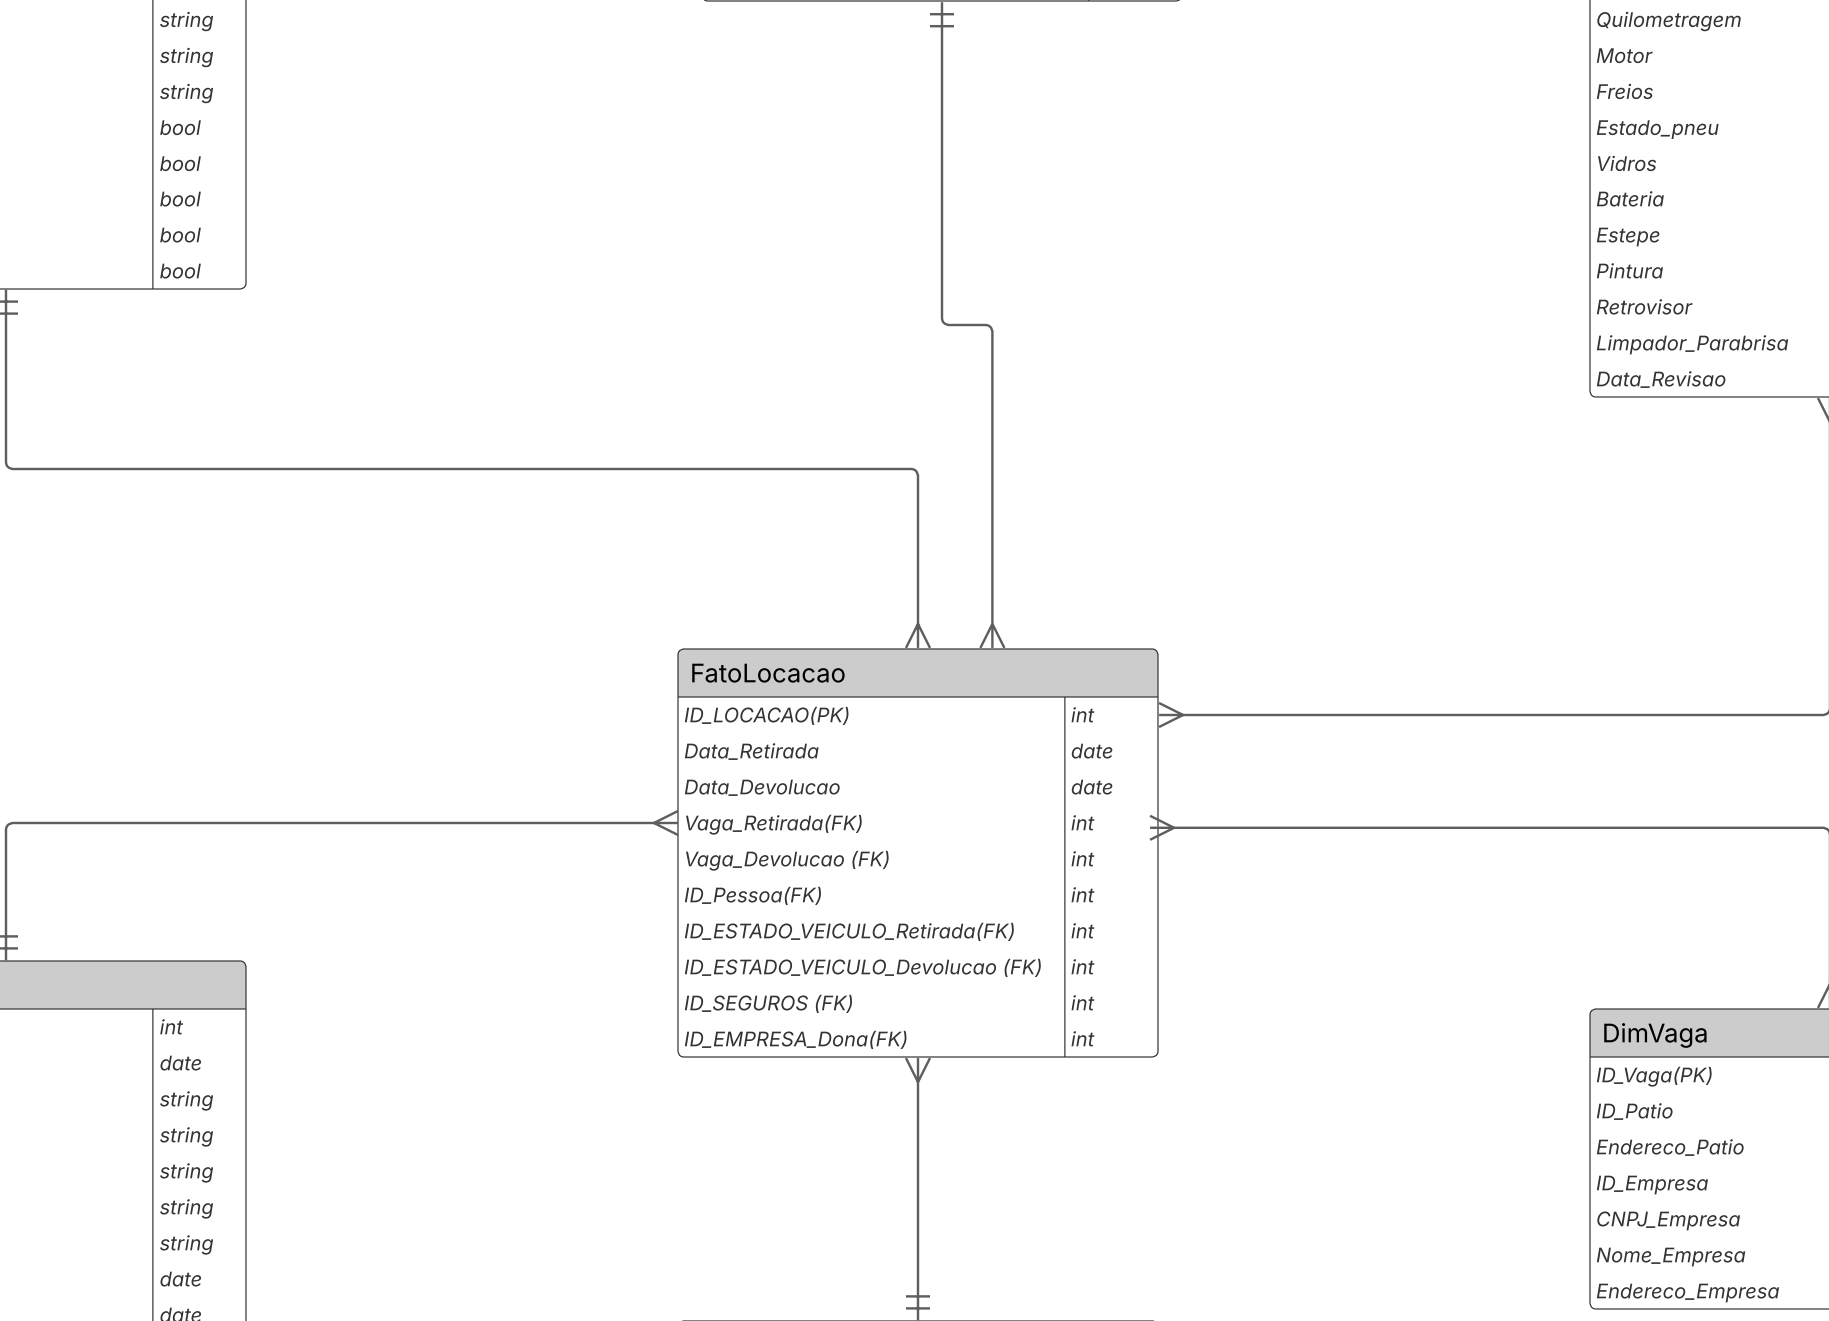 string
string
string
bool
bool
bool
bool
bool
Quilometragem
Motor
Freios
Estado_pneu
Vidros
Bateria
Estepe
Pintura
Retrovisor
Limpador_Parabrisa
Data_Revisao
FatoLocacao
ID_LOCACAO(PK) int
Data_Retirada date
Data_Devolucao date
Vaga_Retirada(FK) int
Vaga_Devolucao (FK) int
ID_Pessoa(FK) int
ID_ESTADO_VEICULO_Retirada(FK) int
ID_ESTADO_VEICULO_Devolucao (FK) int
ID_SEGUROS (FK) int
ID_EMPRESA_Dona(FK) int
int
date
string
string
string
string
string
date
date
DimVaga
ID_Vaga(PK)
ID_Patio
Endereco_Patio
ID_Empresa
CNPJ_Empresa
Nome_Empresa
Endereco_Empresa